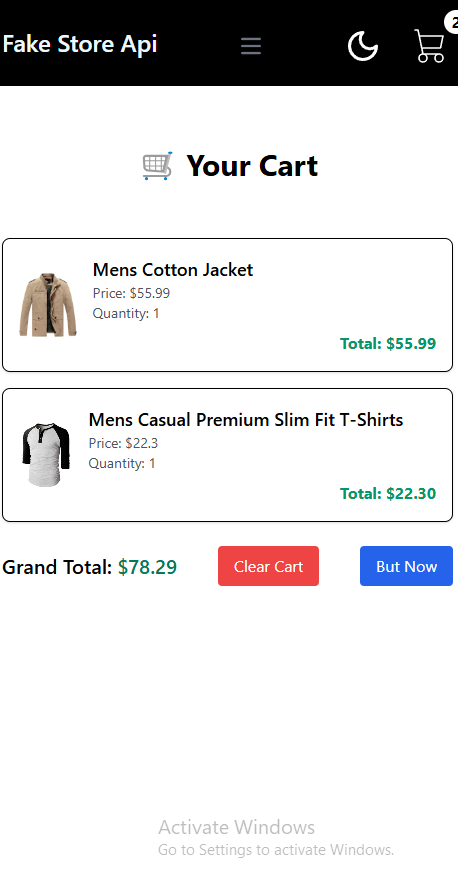 Fake Store Api
2
Your Cart
Mens Cotton Jacket
Price: $55.99
Quantity: 1
Total: $55.99
Mens Casual Premium Slim Fit T-Shirts
Price: $22.3
Quantity: 1
Total: $22.30
Grand Total: $78.29 Clear Cart But Now
Activate Windows
Go to Settings to activate Windows.